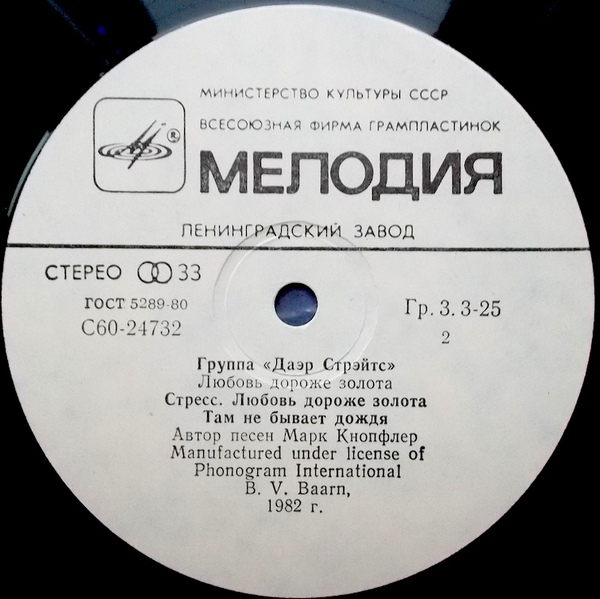 МИНИСТЕРСТВО КУЛЬТУРЫ СССР
ВСЕСОЮЗНАЯ ФИРМА ГРАМПЛАСТИНОК
®
МЕЛОДИЯ
ЛЕНИНГРАДСКИЙ ЗАВОД
СТЕРЕО 33
ГОСТ 5289-80
С60-24732
Гр. 3. 3-25
2
Группа «Даэр Стрэйтс»
Любовь дороже золота
Стресс. Любовь дороже золота
Там не бывает дождя
Автор песен Марк Кнопфлер
Manufactured under license of
Phonogram International
B. V. Baarn,
1982 г.